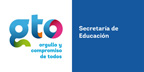 gto
orgullo y
compromiso
de todos
Secretaría de
Educación